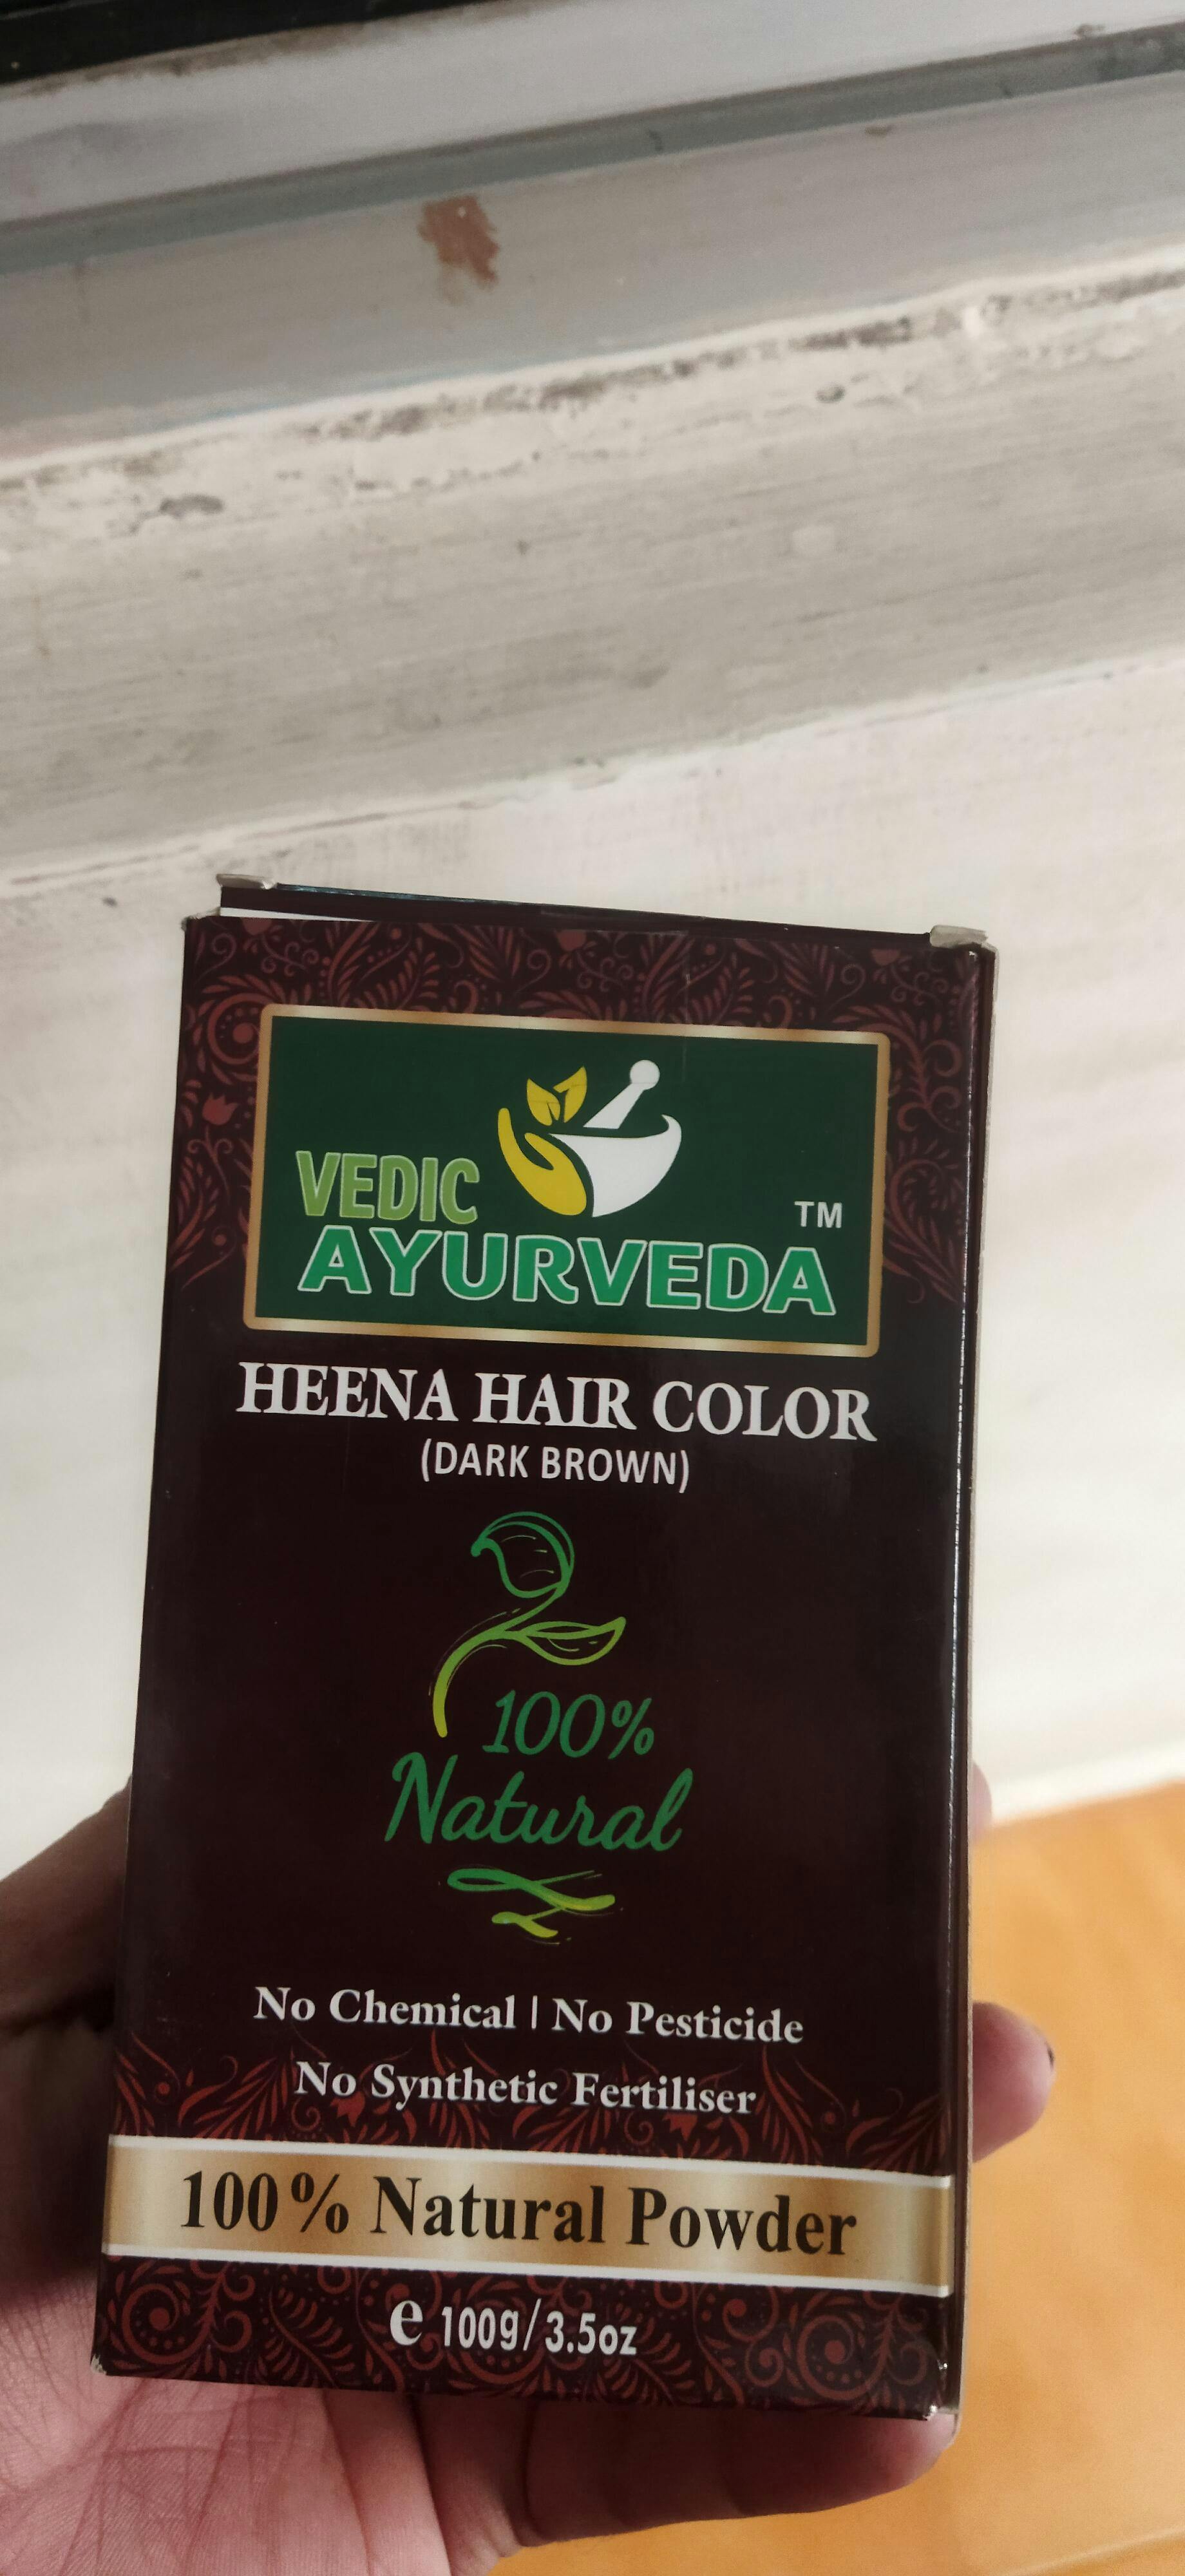 VEDIC
AYURVEDA
TM
HEENA HAIR COLOR
(DARK BROWN)
100%
Natural
No Chemical | No Pesticide
No Synthetic Fertiliser
100% Natural Powder
e 100g/3.5oz